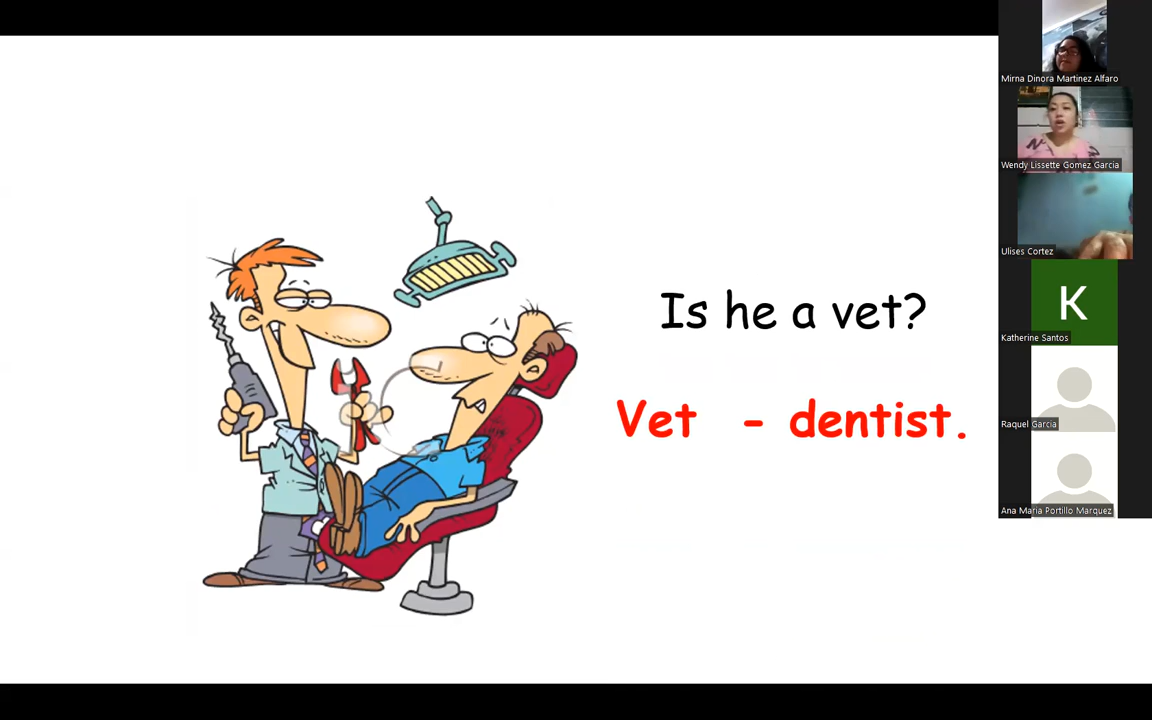 Is he a vet?
Vet - dentist.
Mirna Dinora Martinez Alfaro
Wendy Lissette Gomez Garcia
Ulises Cortez
K
Katherine Santos
Raquel Garcia
Ana Maria Portillo Marquez